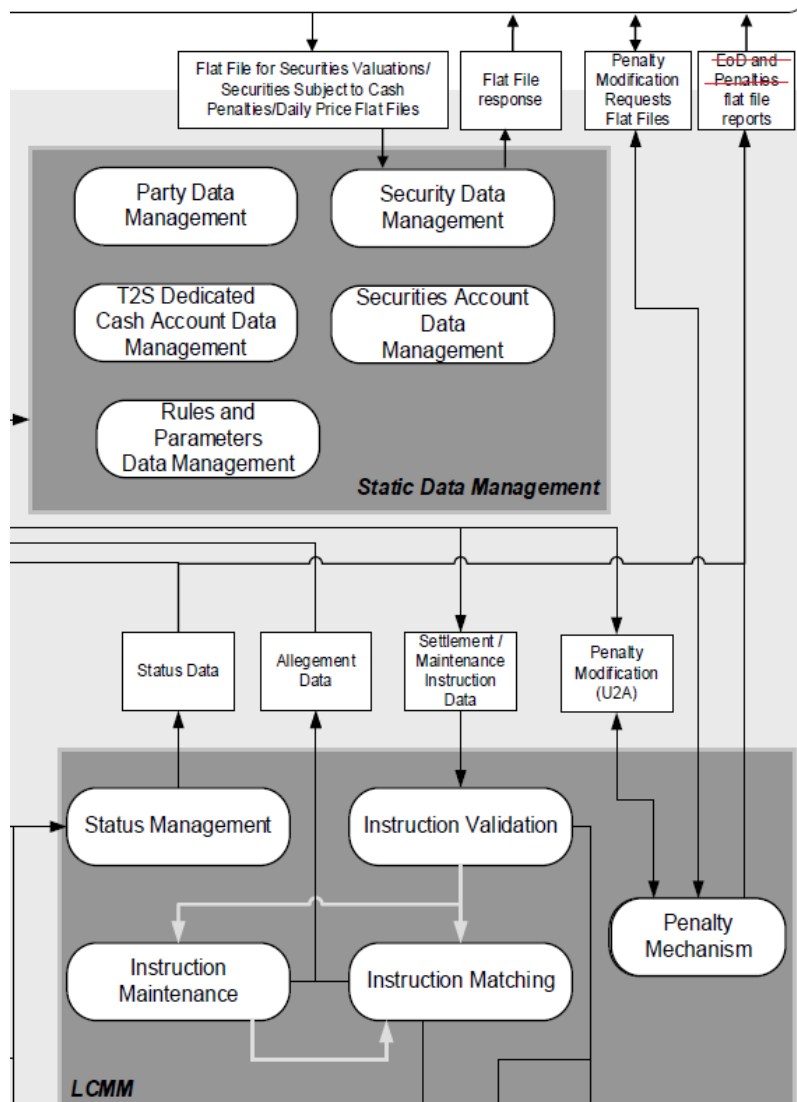 Flat File for Securities Valuations/
Securities Subject to Cash
Penalties/Daily Price Flat Files
Flat File
response
Penalty
Modification
Requests
Flat Files
EoD and
Penalties
flat file
reports
Party Data
Management
Security Data
Management
T2S Dedicated
Cash Account Data
Management
Securities Account
Data
Management
Rules and
Parameters
Data Management
Static Data Management
Status Data
Allegement
Data
Settlement /
Maintenance
Instruction
Data
Penalty
Modification
(U2A)
Status Management
Instruction Validation
Penalty
Mechanism
Instruction
Maintenance
Instruction Matching
LCMM